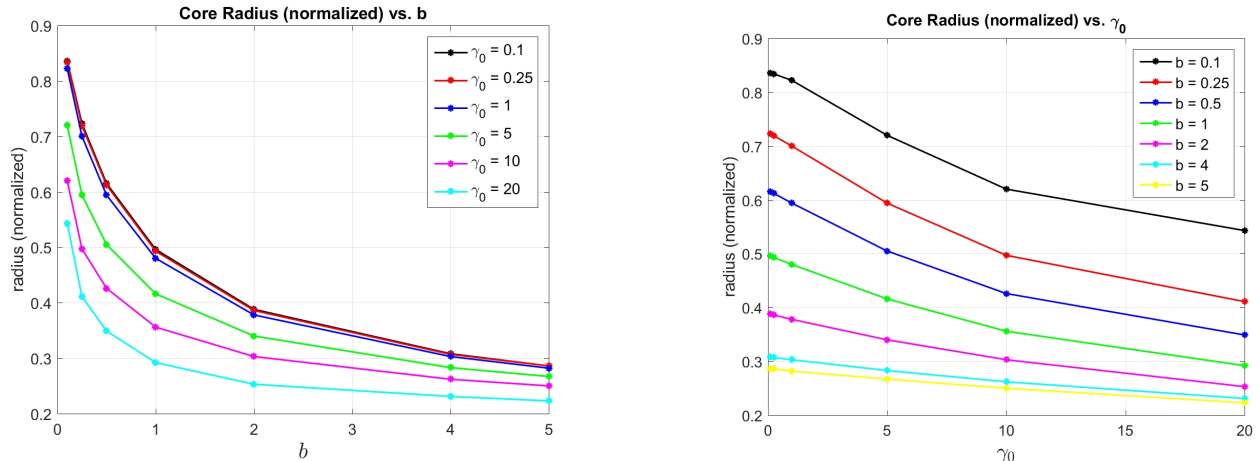 Core Radius (normalized) vs. b
radius (normalized)
0.9
0.8
0.7
0.6
0.5
0.4
0.3
0.2
0
1
2
3
4
5
b
γ₀ = 0.1
γ₀ = 0.25
γ₀ = 1
γ₀ = 5
γ₀ = 10
γ₀ = 20
Core Radius (normalized) vs. γ₀
radius (normalized)
0.9
0.8
0.7
0.6
0.5
0.4
0.3
0.2
0
5
10
15
20
γ₀
b = 0.1
b = 0.25
b = 0.5
b = 1
b = 2
b = 4
b = 5